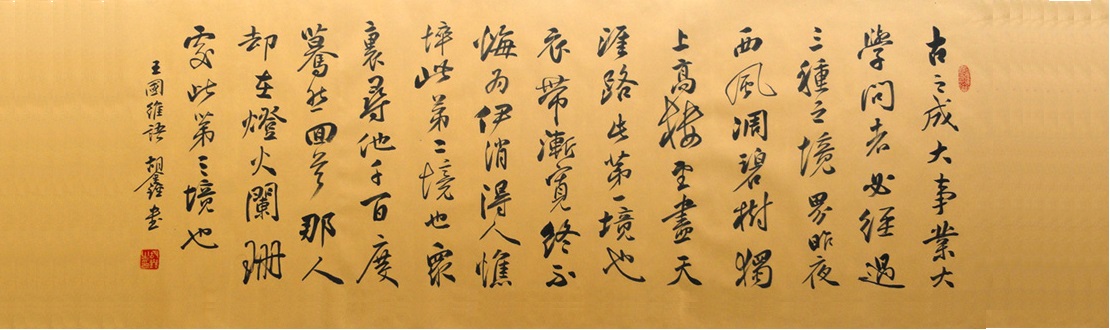 古之成大事業大
學問者必經過
三種之境界昨夜
西風凋碧樹獨
上高樓望盡天
涯路此第一境也
衣帶漸寬終不
悔为伊消得人憔
悴此第二境也眾
裏尋他千百度
驀然回首那人
却在燈火闌珊
處此第三境也
王國維語 胡鑫書